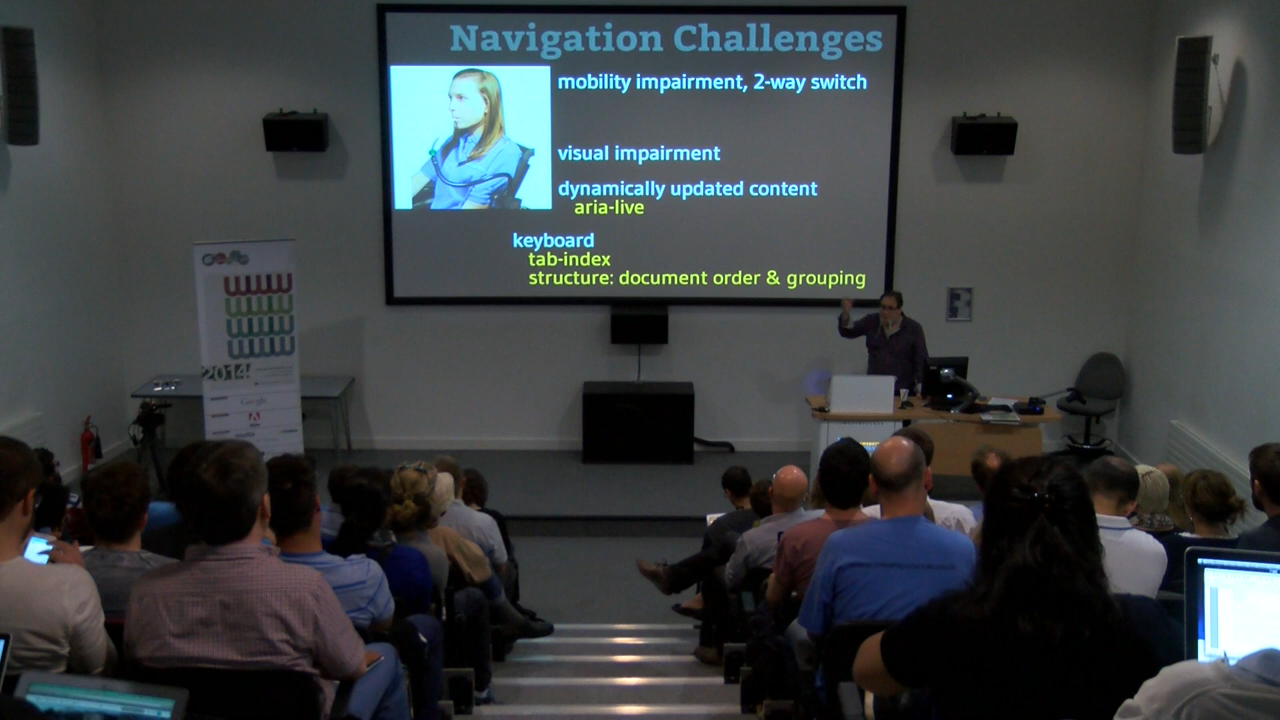 Navigation Challenges
mobility impairment, 2-way switch
visual impairment
dynamically updated content
aria-live
keyboard
tab-index
structure: document order & grouping
2014
Google